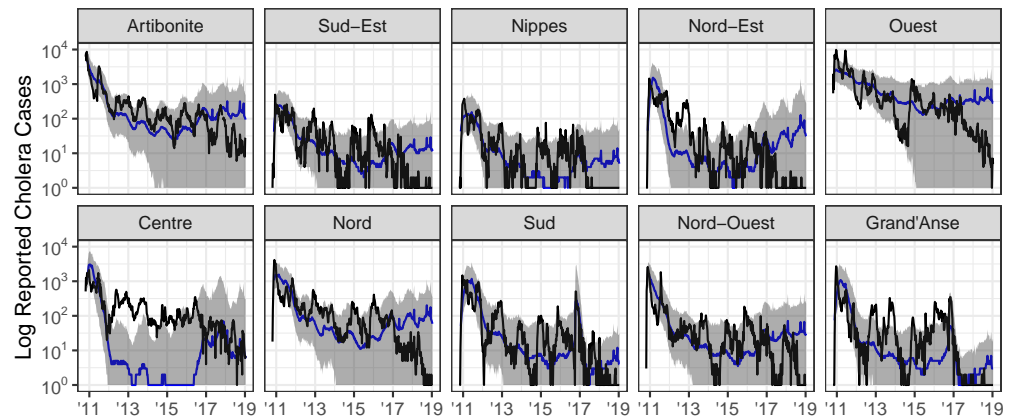 Artibonite Sud−Est Nippes Nord−Est Ouest
Log Reported Cholera Cases
10⁴
10³
10²
10¹
10⁰
Centre Nord Sud Nord−Ouest Grand'Anse
10⁴
10³
10²
10¹
10⁰
'11 '13 '15 '17 '19 '11 '13 '15 '17 '19 '11 '13 '15 '17 '19 '11 '13 '15 '17 '19 '11 '13 '15 '17 '19